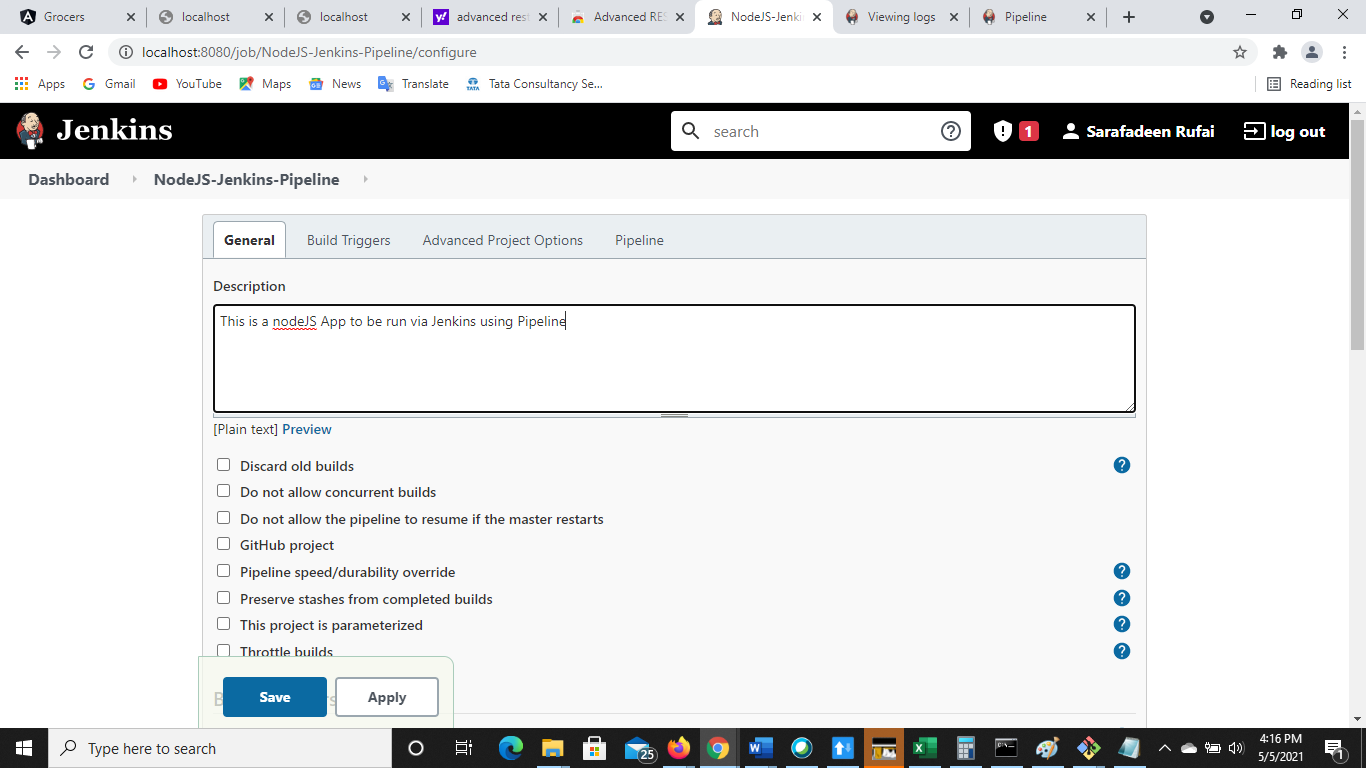 Grocers
localhost
localhost
advanced rest
Advanced RES
NodeJS-Jenki
Viewing logs
Pipeline
localhost:8080/job/NodeJS-Jenkins-Pipeline/configure
Apps
Gmail
YouTube
Maps
News
Translate
TATA
Tata Consultancy Se...
Reading list
Jenkins
search
1
Sarafadeen Rufai
log out
Dashboard
NodeJS-Jenkins-Pipeline
General
Build Triggers
Advanced Project Options
Pipeline
Description
This is a nodeJS App to be run via Jenkins using Pipeline
[Plain text] Preview
Discard old builds
Do not allow concurrent builds
Do not allow the pipeline to resume if the master restarts
GitHub project
Pipeline speed/durability override
Preserve stashes from completed builds
This project is parameterized
Throttle builds
Save
Apply
Type here to search
25
4:16 PM
5/5/2021
1